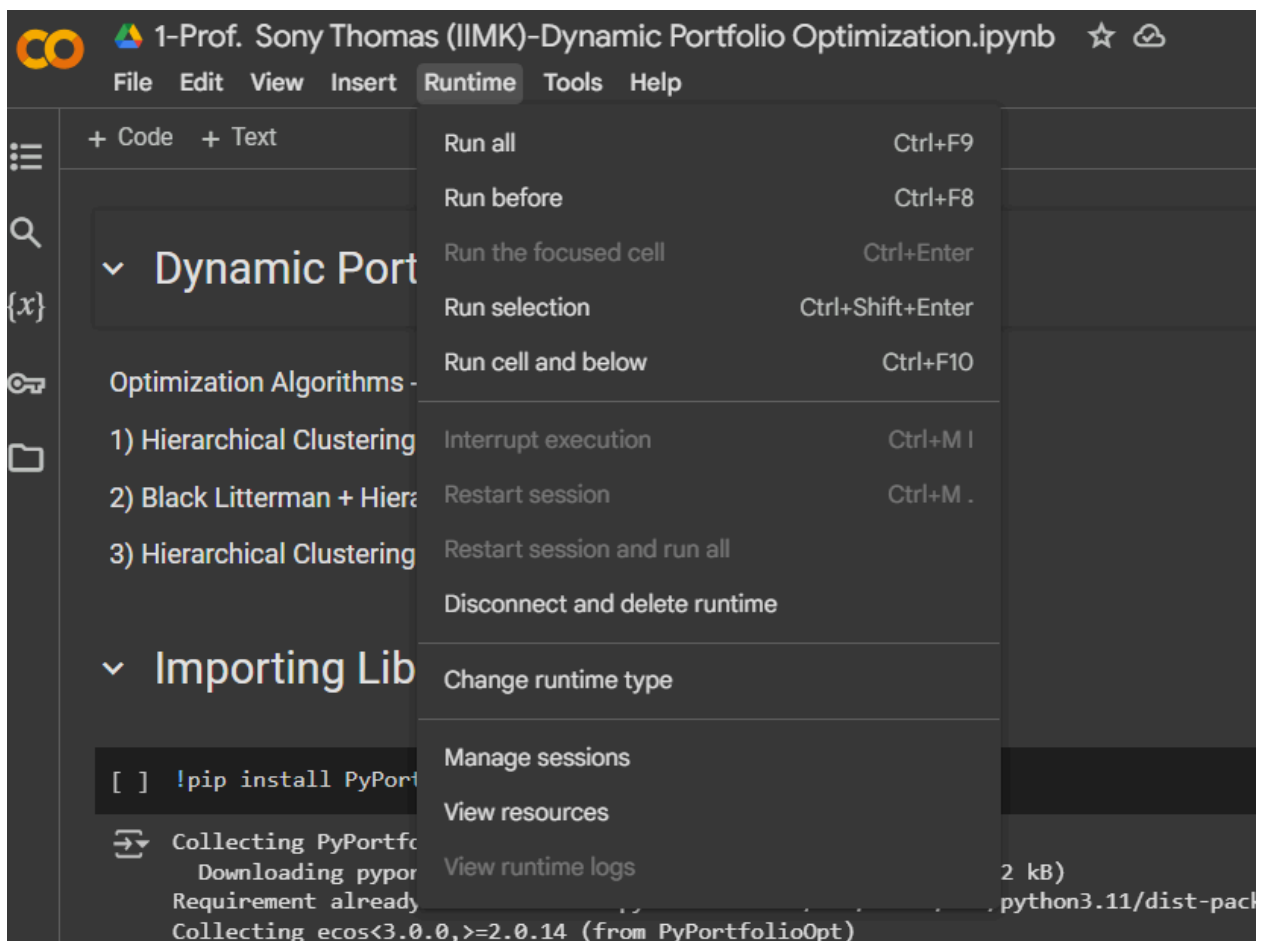 1-Prof. Sony Thomas (IIMK)-Dynamic Portfolio Optimization.ipynb
File Edit View Insert Runtime Tools Help
+ Code + Text
Run all Ctrl+F9
Run before Ctrl+F8
Run the focused cell Ctrl+Enter
Run selection Ctrl+Shift+Enter
Run cell and below Ctrl+F10
Interrupt execution Ctrl+M I
Restart session Ctrl+M .
Restart session and run all
Disconnect and delete runtime
Change runtime type
Manage sessions
View resources
View runtime logs
{x}
Dynamic Port
Optimization Algorithms -
1) Hierarchical Clustering
2) Black Litterman + Hiera
3) Hierarchical Clustering
Importing Lib
[ ] !pip install PyPort
Collecting PyPortfo
Downloading pypor 2 kB)
Requirement already python3.11/dist-pack
Collecting ecos<3.0.0,>=2.0.14 (from PyPortfolioOpt)